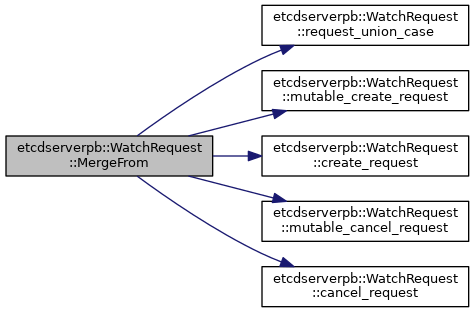 etcdserverpb::WatchRequest
::request_union_case
etcdserverpb::WatchRequest
::mutable_create_request
etcdserverpb::WatchRequest
::MergeFrom
etcdserverpb::WatchRequest
::create_request
etcdserverpb::WatchRequest
::mutable_cancel_request
etcdserverpb::WatchRequest
::cancel_request